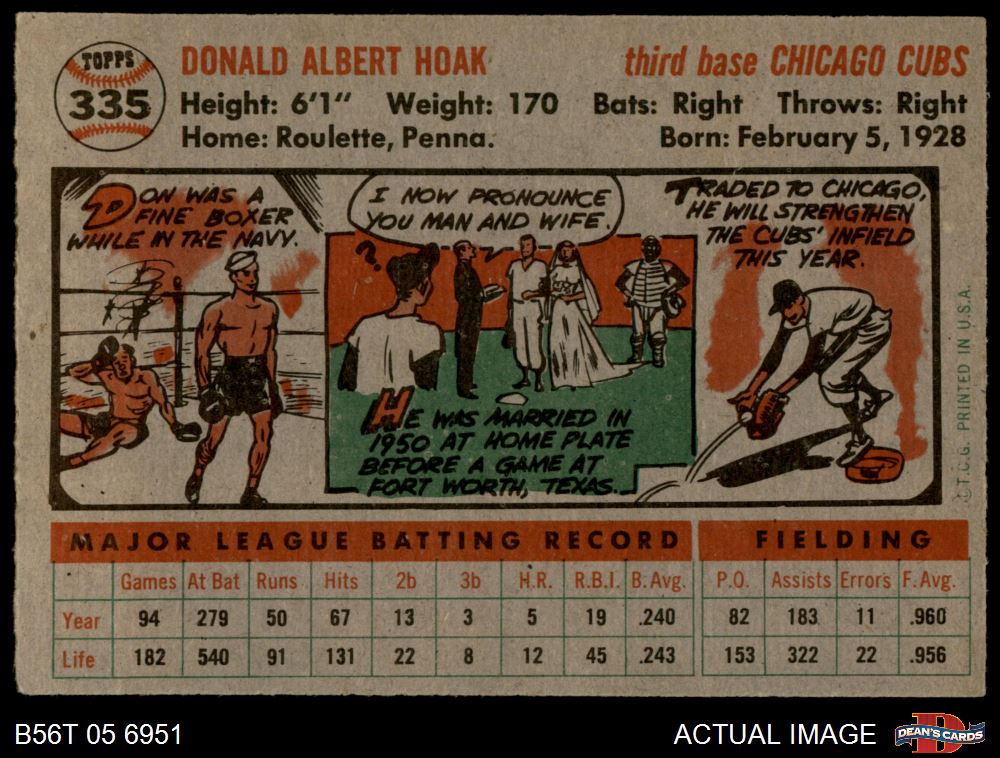 TOPPS
335
DONALD ALBERT HOAK
third base CHICAGO CUBS
Height: 6'1" Weight: 170 Bats: Right Throws: Right
Home: Roulette, Penna. Born: February 5, 1928
DON WAS A
FINE BOXER
WHILE IN THE NAVY.
I NOW PRONOUNCE
YOU MAN AND WIFE.
?
HE WAS MARRIED IN
1950 AT HOME PLATE
BEFORE A GAME AT
FORT WORTH, TEXAS.
TRADED TO CHICAGO,
HE WILL STRENGTHEN
THE CUBS' INFIELD
THIS YEAR.
©T.C.G. PRINTED IN U.S.A.
MAJOR LEAGUE BATTING RECORD FIELDING
Games At Bat Runs Hits 2b 3b H.R. R.B.I. B.Avg. P.O. Assists Errors F. Avg.
Year 94 279 50 67 13 3 5 19 .240 82 183 11 .960
Life 182 540 91 131 22 8 12 45 .243 153 322 22 .956
B56T 05 6951
ACTUAL IMAGE
DEAN'S CARDS